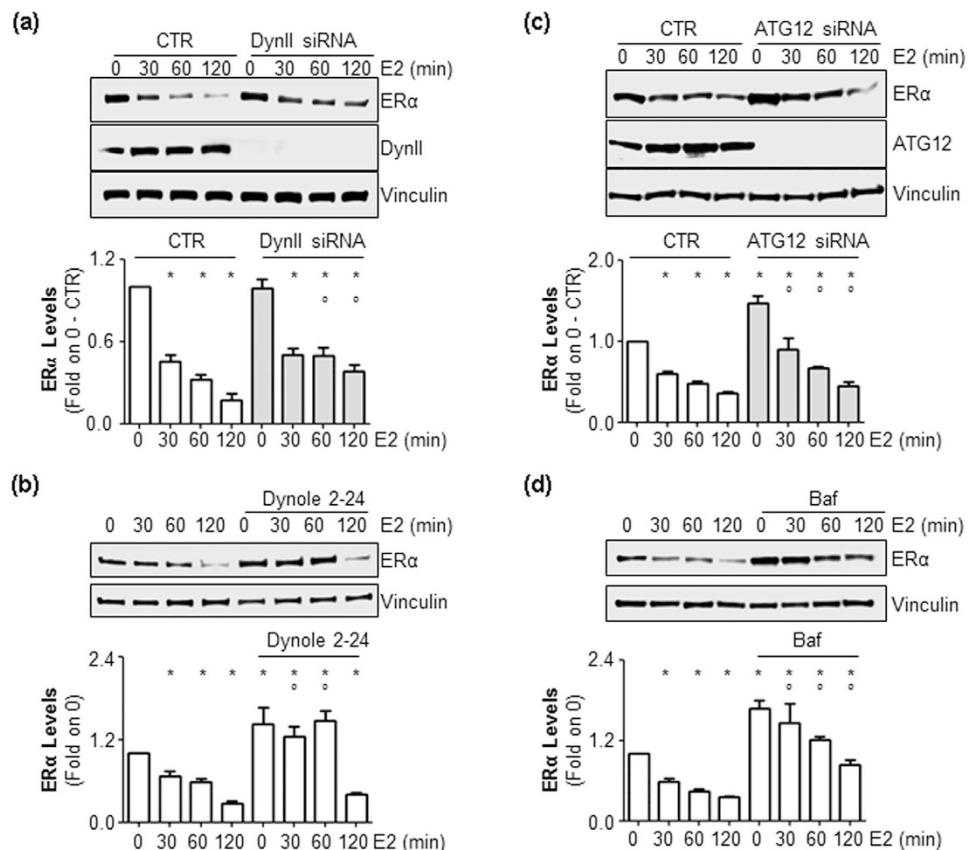 (a)
CTR DynII siRNA
0 30 60 120 0 30 60 120 E2 (min)
ERα
DynII
Vinculin
CTR DynII siRNA
ERα Levels
(Fold on 0 - CTR)
1.2
* * * * * *
° °
0.6
0.0
0 30 60 120 0 30 60 120 E2 (min)
(b)
Dynole 2-24
0 30 60 120 0 30 60 120 E2 (min)
ERα
Vinculin
Dynole 2-24
ERα Levels
(Fold on 0)
2.4
* * * * * * *
° °
1.2
0.0
0 30 60 120 0 30 60 120 E2 (min)
(c)
CTR ATG12 siRNA
0 30 60 120 0 30 60 120 E2 (min)
ERα
ATG12
Vinculin
CTR ATG12 siRNA
ERα Levels
(Fold on 0 - CTR)
2.0
* * * * * * *
° ° °
1.0
0.0
0 30 60 120 0 30 60 120 E2 (min)
(d)
Baf
0 30 60 120 0 30 60 120 E2 (min)
ERα
Vinculin
Baf
ERα Levels
(Fold on 0)
2.4
* * * * * * *
° ° °
1.2
0.0
0 30 60 120 0 30 60 120 E2 (min)